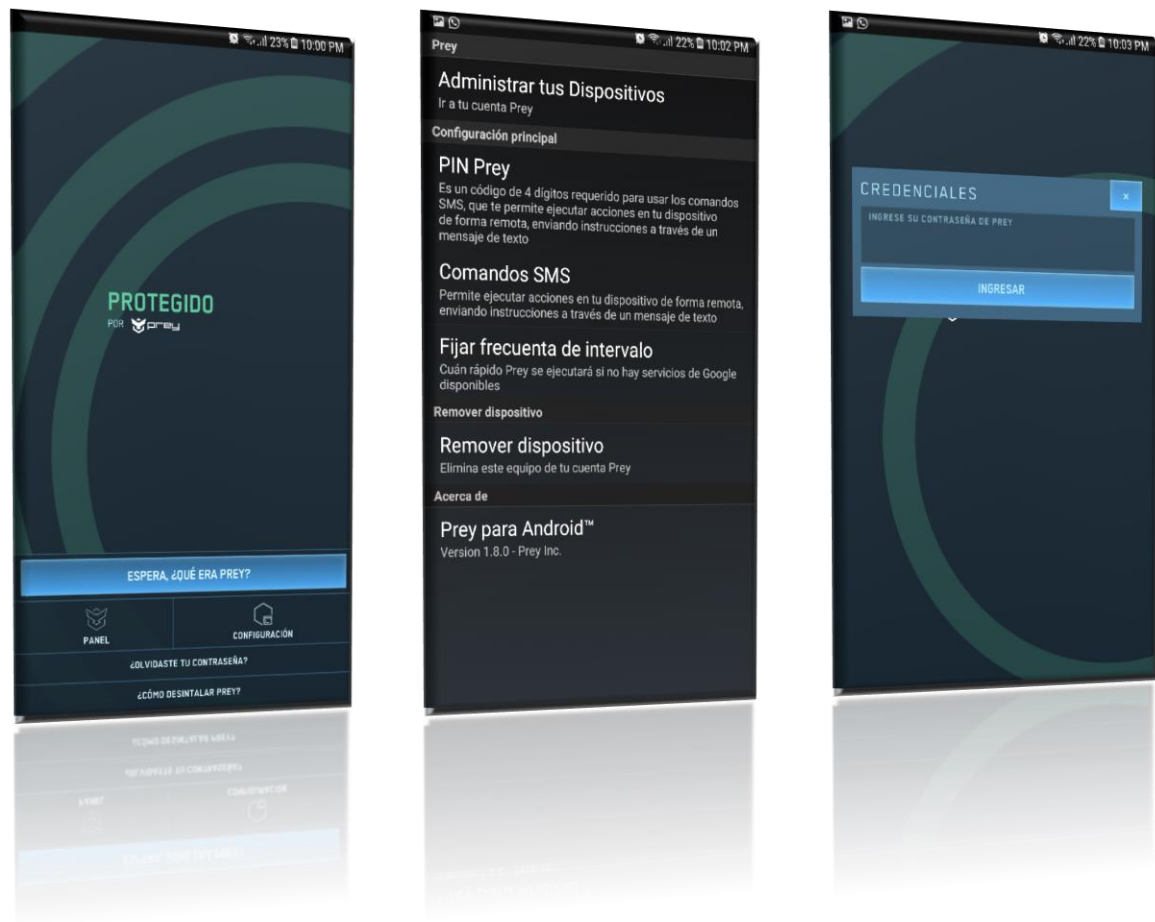 23% 10:00 PM
PROTEGIDO
POR prey
ESPERA, ¿QUÉ ERA PREY?
PANEL
CONFIGURACIÓN
¿OLVIDASTE TU CONTRASEÑA?
¿CÓMO DESINTALAR PREY?
22% 10:02 PM
Prey
Administrar tus Dispositivos
Ir a tu cuenta Prey
Configuración principal
PIN Prey
Es un código de 4 dígitos requerido para usar los comandos
SMS, que te permite ejecutar acciones en tu dispositivo
de forma remota, enviando instrucciones a través de un
mensaje de texto
Comandos SMS
Permite ejecutar acciones en tu dispositivo de forma remota,
enviando instrucciones a través de un mensaje de texto
Fijar frecuenta de intervalo
Cuán rápido Prey se ejecutará si no hay servicios de Google
disponibles
Remover dispositivo
Remover dispositivo
Elimina este equipo de tu cuenta Prey
Acerca de
Prey para Android™
Version 1.8.0 - Prey Inc.
22% 10:03 PM
CREDENCIALES
x
INGRESE SU CONTRASEÑA DE PREY
INGRESAR